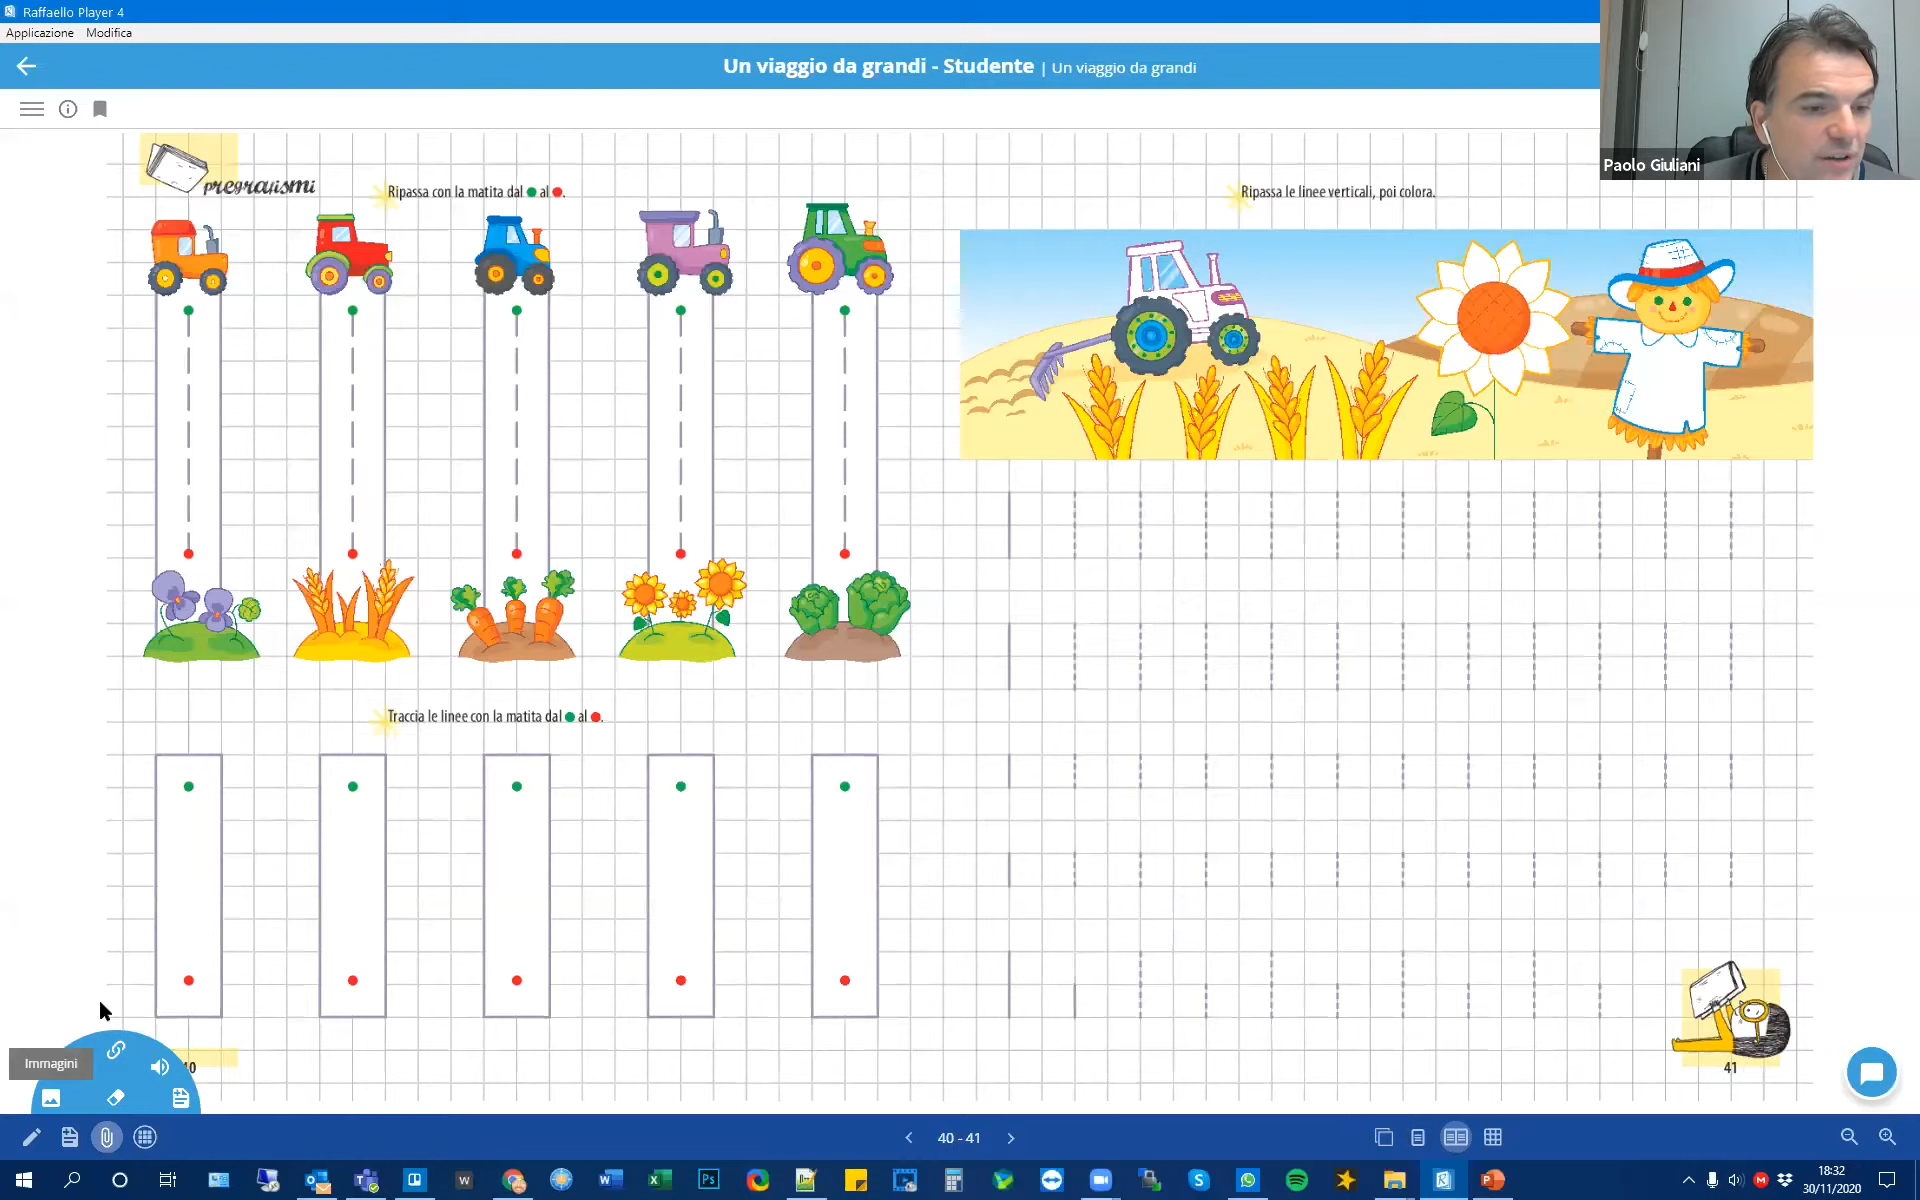 Raffaello Player 4
Applicazione Modifica
Un viaggio da grandi - Studente | Un viaggio da grandi
Paolo Giuliani
pregrafismi
Ripassa con la matita dal al .
Ripassa le linee verticali, poi colora.
Traccia le linee con la matita dal al .
Immagini
40
41
40 - 41
18:32
30/11/2020